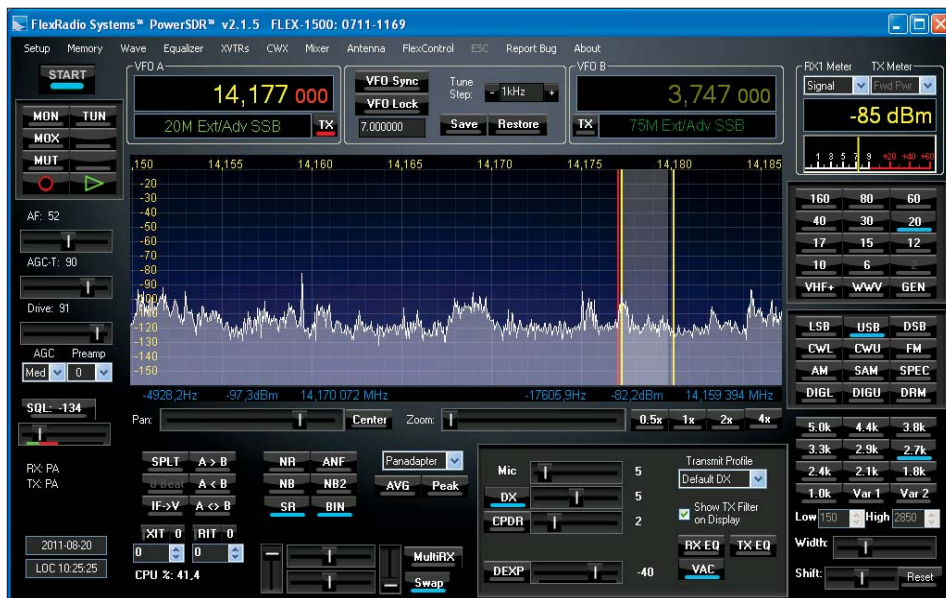 FlexRadio Systems™ PowerSDR™ v2.1.5 FLEX-1500: 0711-1169
Setup Memory Wave Equalizer XVTRs CWX Mixer Antenna FlexControl ESC Report Bug About
START
MON TUN
MOX
MUT
AF: 52
AGC-T: 90
Drive: 91
AGC Preamp
Med 0
SQL: -134
RX: PA
TX: PA
2011-08-20
LOC 10:25:25
VFO A
14,177 000
20M Ext/Adv SSB TX
VFO Sync
VFO Lock
7.000000
Tune
Step: - 1kHz +
Save Restore
VFO B
3,747 000
TX 75M Ext/Adv SSB
RX1 Meter TX Meter
Signal Fwd Pwr
-85 dBm
1 3 5 7 9 +20 +40 +60
,150 14,155 14,160 14,165 14,170 14,175 14,180 14,185
-20
-30
-40
-50
-60
-70
-80
-90
-100
-110
-120
-130
-140
-150
-4928,2Hz -97,3dBm 14,170 072 MHz -17605,9Hz -82,2dBm 14,159 394 MHz
Pan: Center Zoom: 0.5x 1x 2x 4x
160 80 60
40 30 20
17 15 12
10 6 2
VHF+ WWV GEN
LSB USB DSB
CWL CWU FM
AM SAM SPEC
DIGL DIGU DRM
5.0k 4.4k 3.8k
3.3k 2.9k 2.7k
2.4k 2.1k 1.8k
1.0k Var 1 Var 2
Low 150 High 2850
Width:
Shift: Reset
SPLT A > B
0 Beat A < B
IF->V A <> B
XIT 0 RIT 0
0 0
CPU %: 41,4
NR ANF
NB NB2
SR BIN
Panadapter
AVG Peak
MultiRX
Swap
Mic 5
DX 5
CPDR 2
DEXP -40
Transmit Profile
Default DX
Show TX Filter
on Display
RX EQ TX EQ
VAC